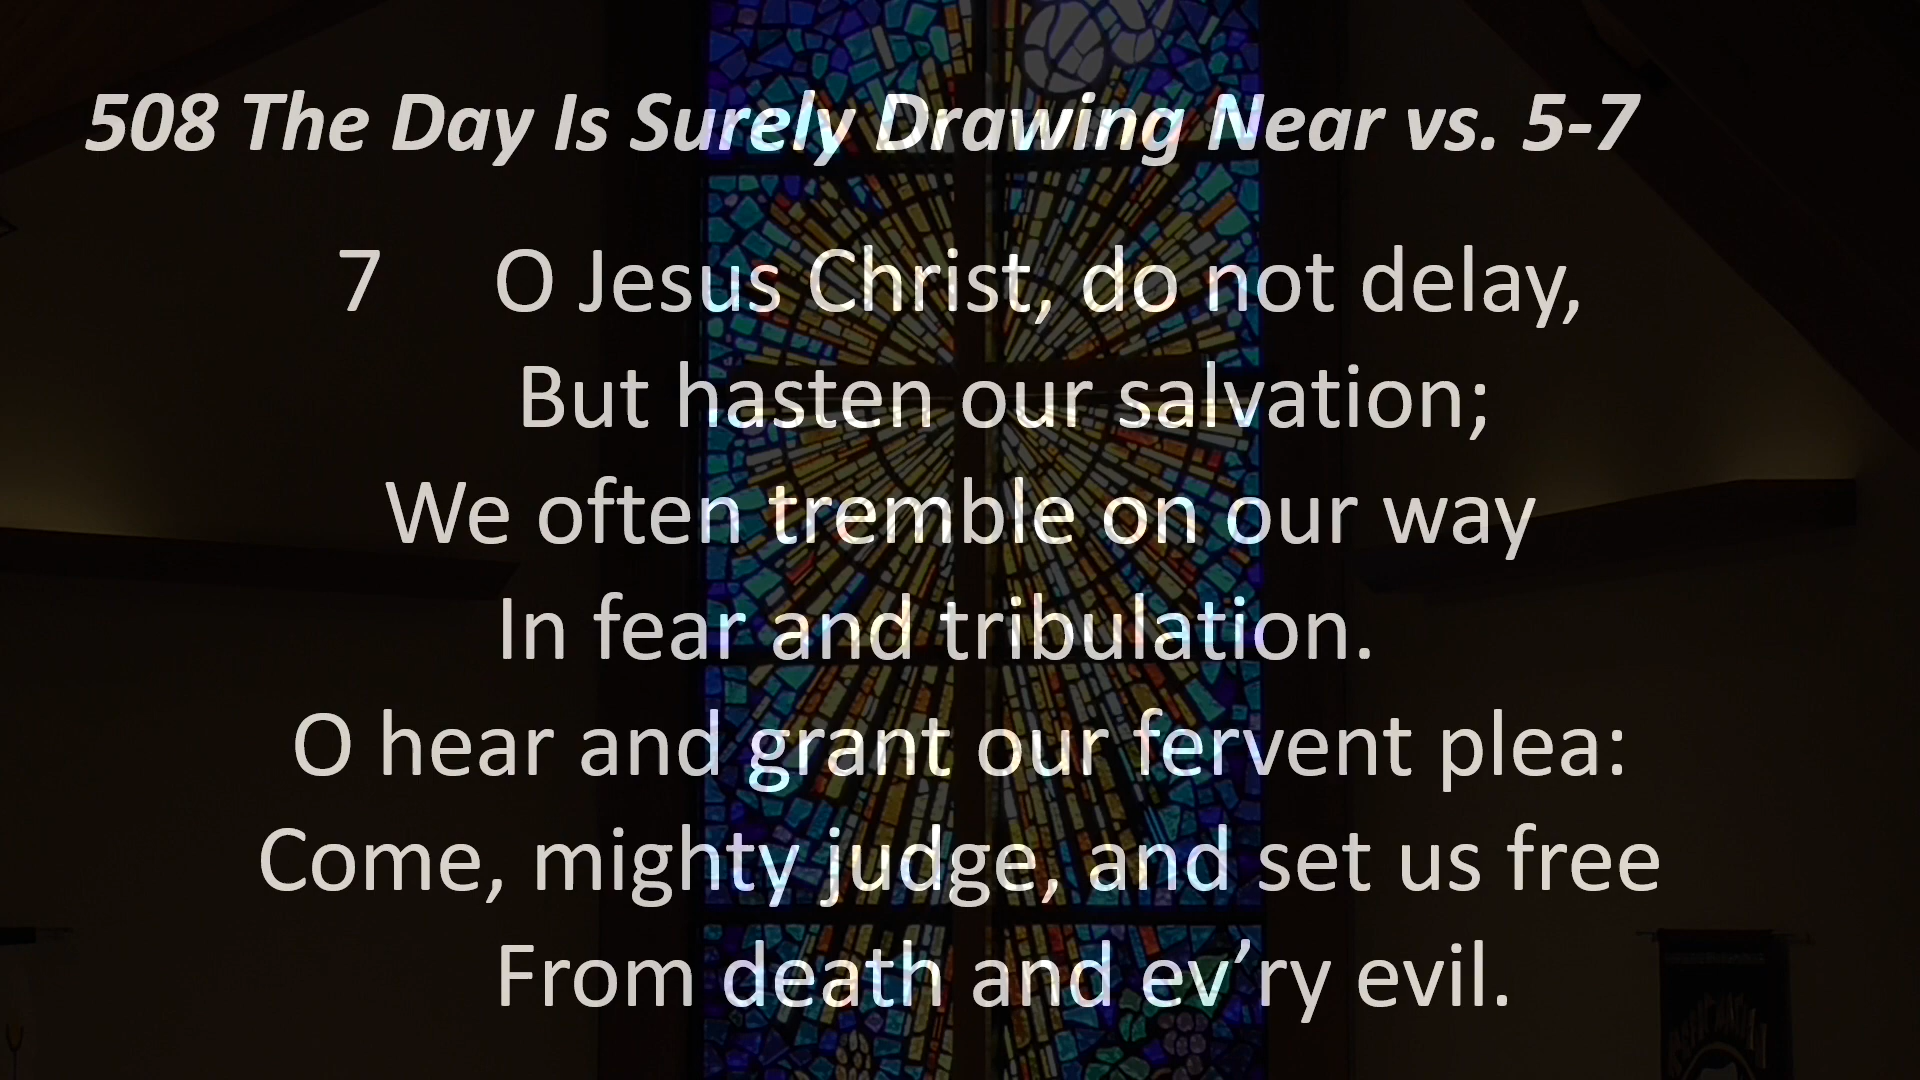 508 The Day Is Surely Drawing Near vs. 5-7
7 O Jesus Christ, do not delay,
But hasten our salvation;
We often tremble on our way
In fear and tribulation.
O hear and grant our fervent plea:
Come, mighty judge, and set us free
From death and ev’ry evil.